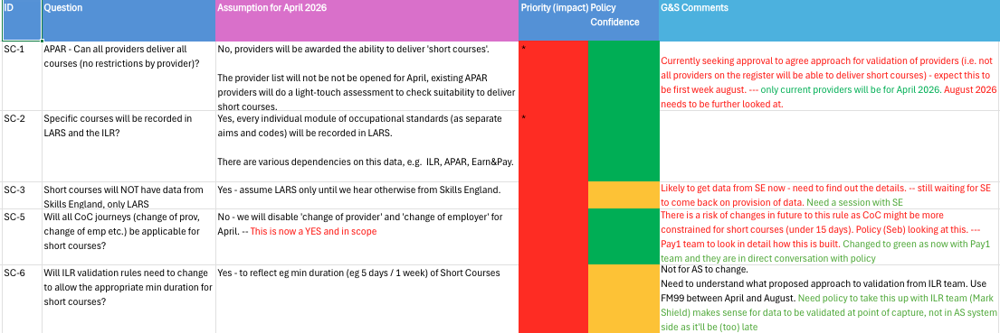 ID Question Assumption for April 2026 Priority (impact) Policy Confidence G&S Comments
SC-1
APAR - Can all providers deliver all
courses (no restrictions by provider)?
No, providers will be awarded the ability to deliver 'short courses'.
The provider list will not be not be opened for April, existing APAR
providers will do a light-touch assessment to check suitability to deliver
short courses.
*
Currently seeking approval to agree approach for validation of providers (i.e. not
all providers on the register will be able to deliver short courses) - expect this to
be first week august. --- only current providers will be for April 2026. August 2026
needs to be further looked at.
SC-2
Specific courses will be recorded in
LARS and the ILR?
Yes, every individual module of occupational standards (as separate
aims and codes) will be recorded in LARS.
There are various dependencies on this data, e.g. ILR, APAR, Earn&Pay.
*
SC-3
Short courses will NOT have data from
Skills England, only LARS
Yes - assume LARS only until we hear otherwise from Skills England.
Likely to get data from SE now - need to find out the details. -- still waiting for SE
to come back on provision of data. Need a session with SE
SC-5
Will all CoC journeys (change of prov,
change of emp etc.) be applicable for
short courses?
No - we will disable 'change of provider' and 'change of employer' for
April. -- This is now a YES and in scope
There is a risk of changes in future to this rule as CoC might be more
constrained for short courses (under 15 days). Policy (Seb) looking at this. ---
Pay1 team to look in detail how this is built. Changed to green as now with Pay1
team and they are in direct conversation with policy
SC-6
Will ILR validation rules need to change
to allow the appropriate min duration for
short courses?
Yes - to reflect eg min duration (eg 5 days / 1 week) of Short Courses
Not for AS to change.
Need to understand what proposed approach to validation from ILR team. Use
FM99 between April and August. Need policy to take this up with ILR team (Mark
Shield) makes sense for data to be validated at point of capture, not in AS system
side as it'll be (too) late